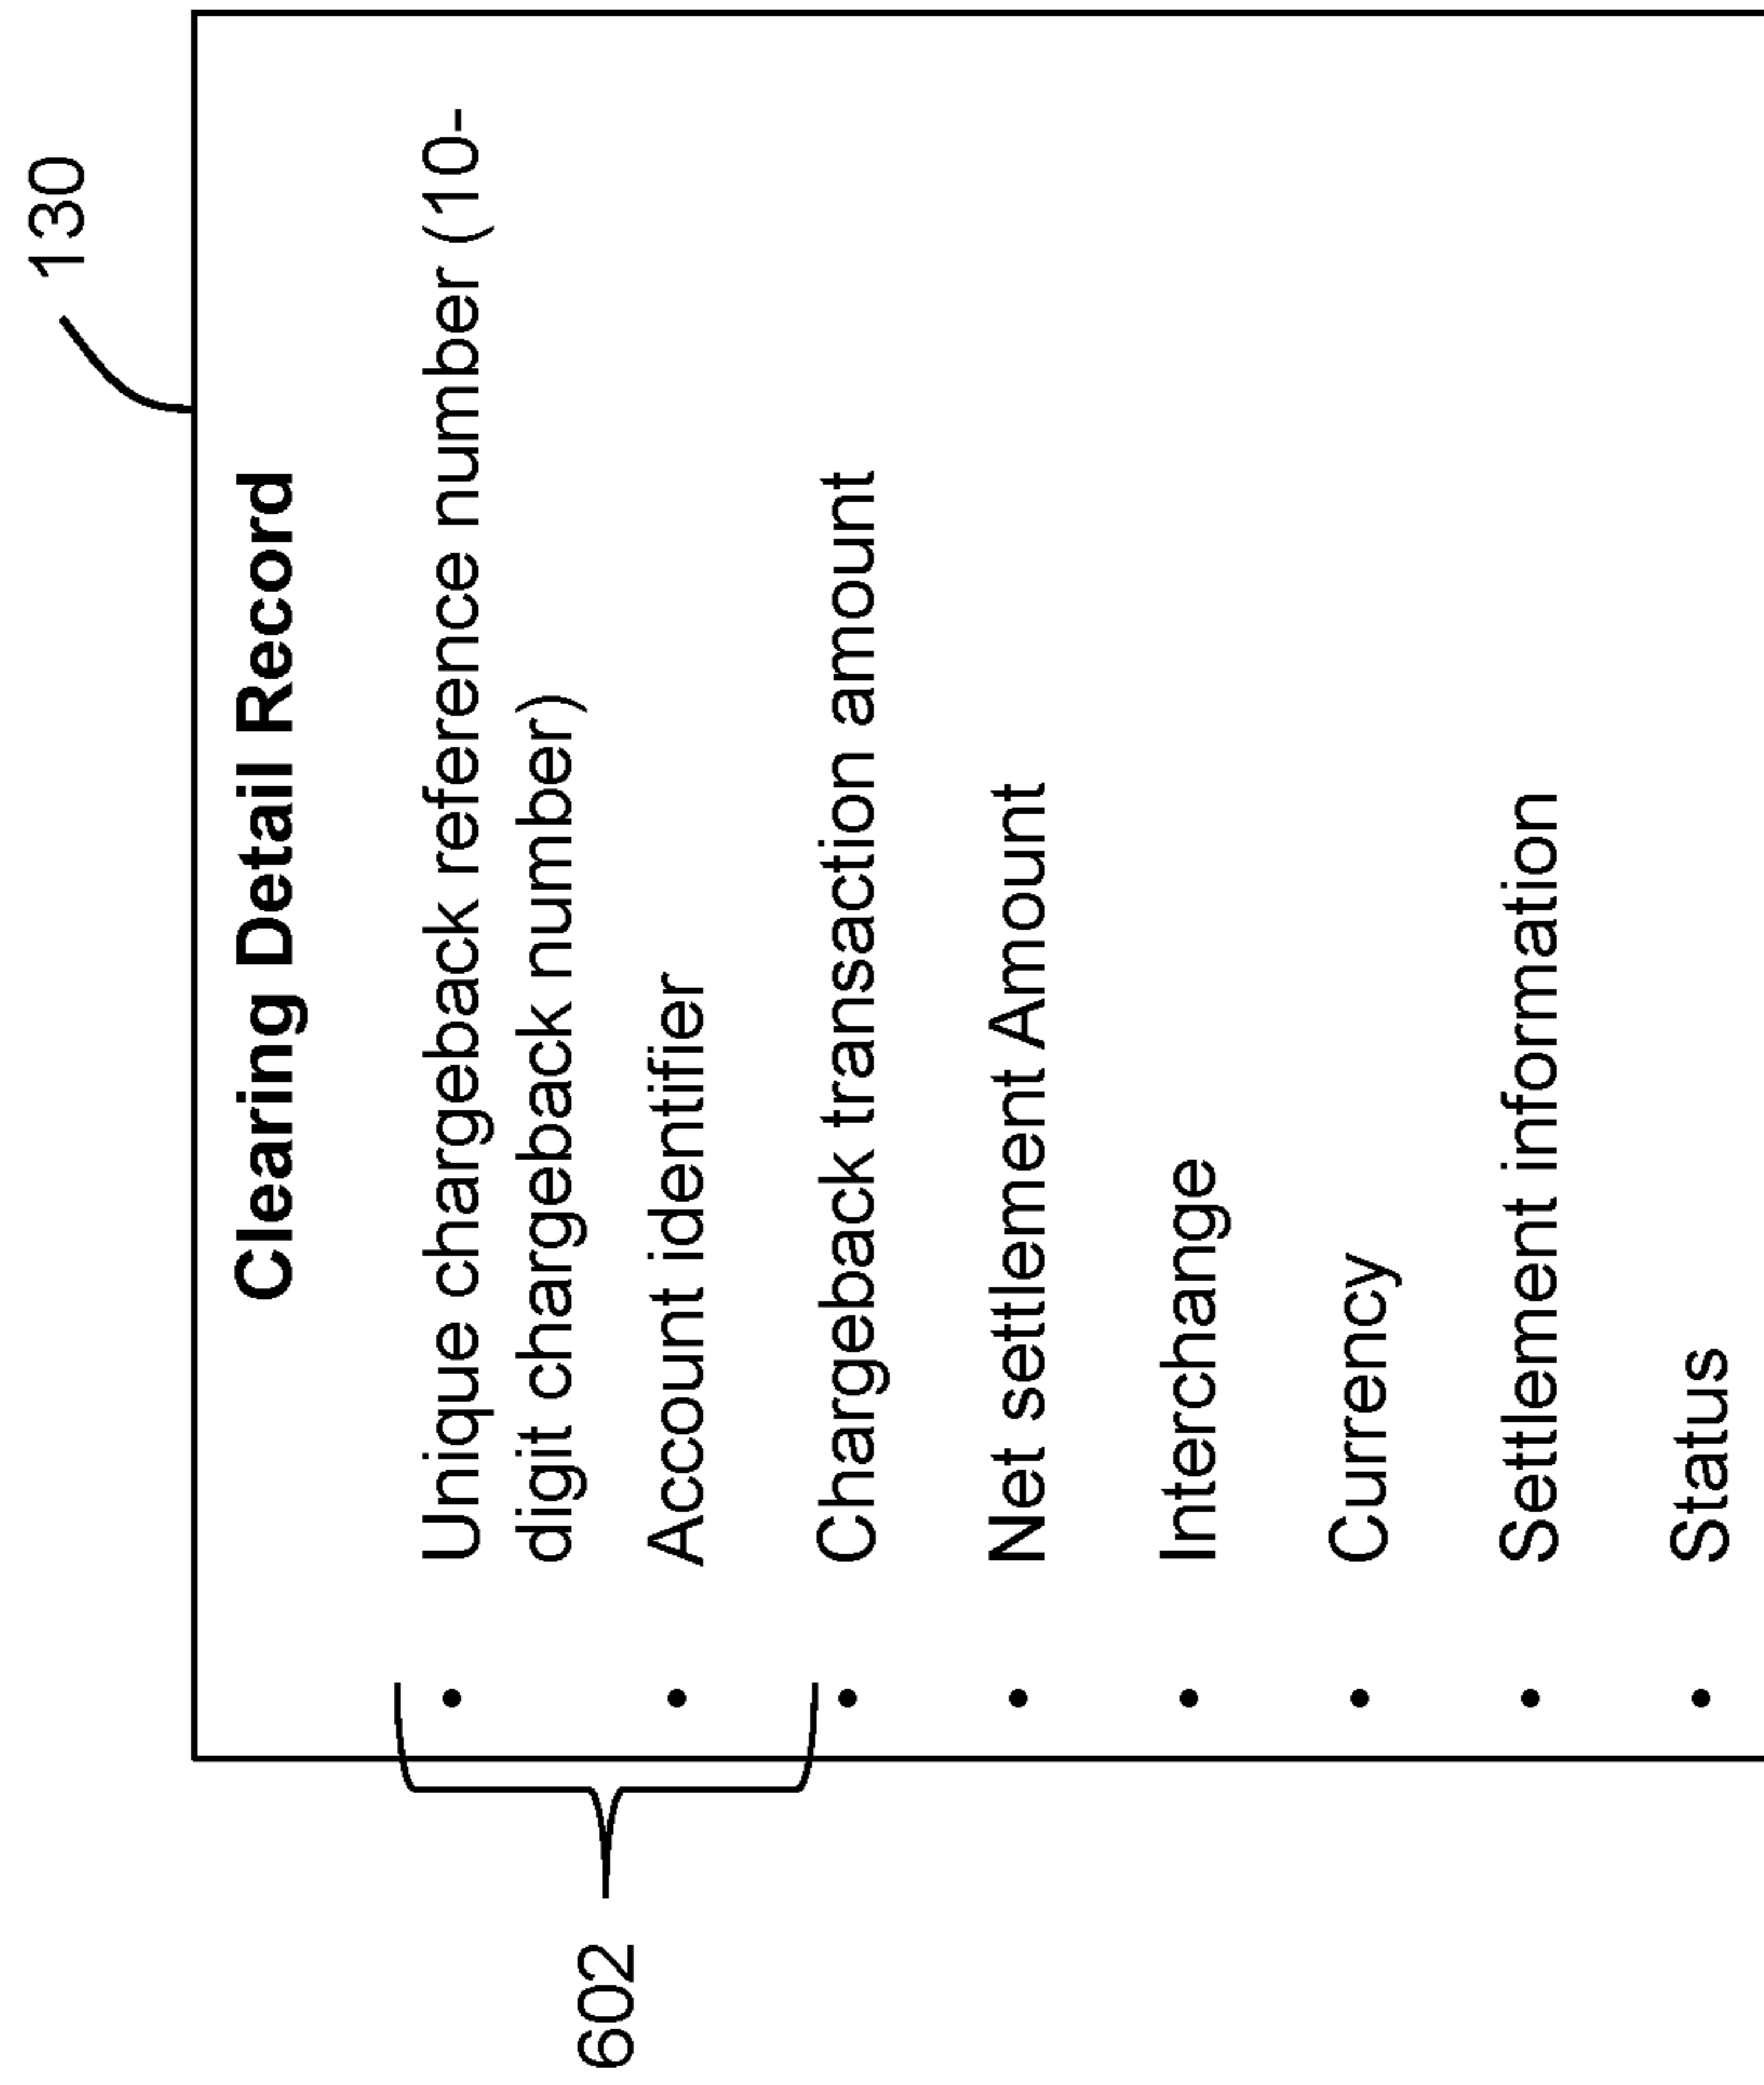 130
Clearing Detail Record
602
• Unique chargeback reference number (10-
digit chargeback number)
• Account identifier
• Chargeback transaction amount
• Net settlement Amount
• Interchange
• Currency
• Settlement information
• Status